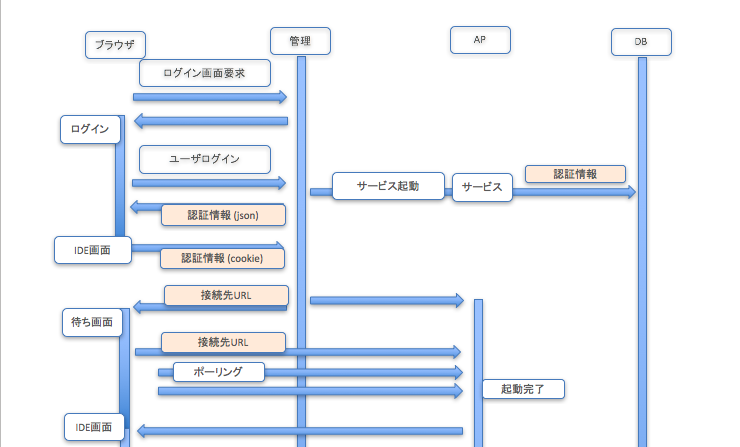 ブラウザ
管理
AP
DB
ログイン画面要求
ログイン
ユーザログイン
サービス起動
サービス
認証情報
認証情報 (json)
IDE画面
認証情報 (cookie)
接続先URL
待ち画面
接続先URL
ポーリング
起動完了
IDE画面